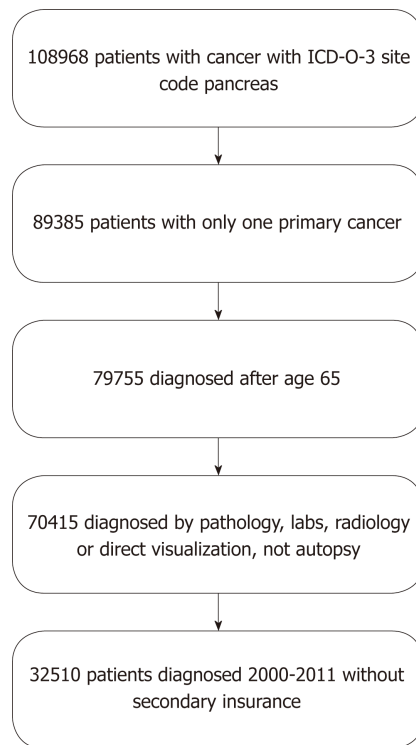 108968 patients with cancer with ICD-O-3 site
code pancreas
89385 patients with only one primary cancer
79755 diagnosed after age 65
70415 diagnosed by pathology, labs, radiology
or direct visualization, not autopsy
32510 patients diagnosed 2000-2011 without
secondary insurance